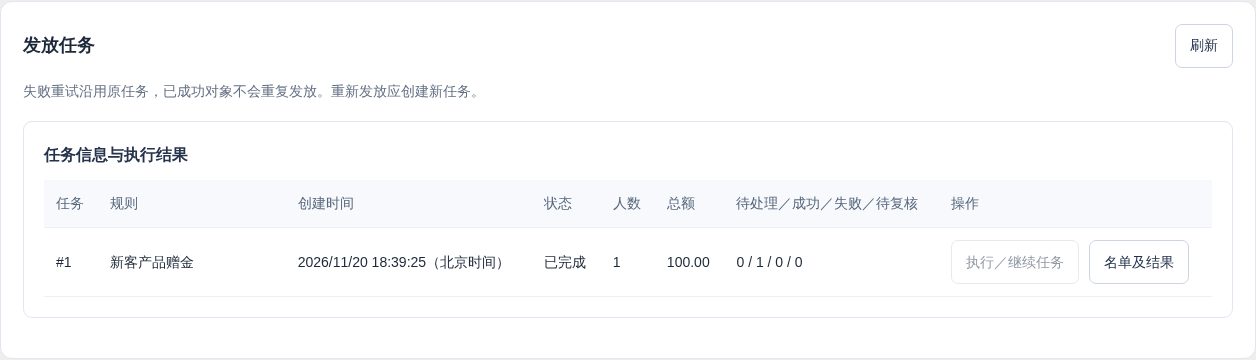 发放任务
刷新
失败重试沿用原任务，已成功对象不会重复发放。重新发放应创建新任务。
任务信息与执行结果
任务 规则 创建时间 状态 人数 总额 待处理／成功／失败／待复核 操作
#1 新客产品赠金 2026/11/20 18:39:25（北京时间） 已完成 1 100.00 0 / 1 / 0 / 0 执行／继续任务 名单及结果